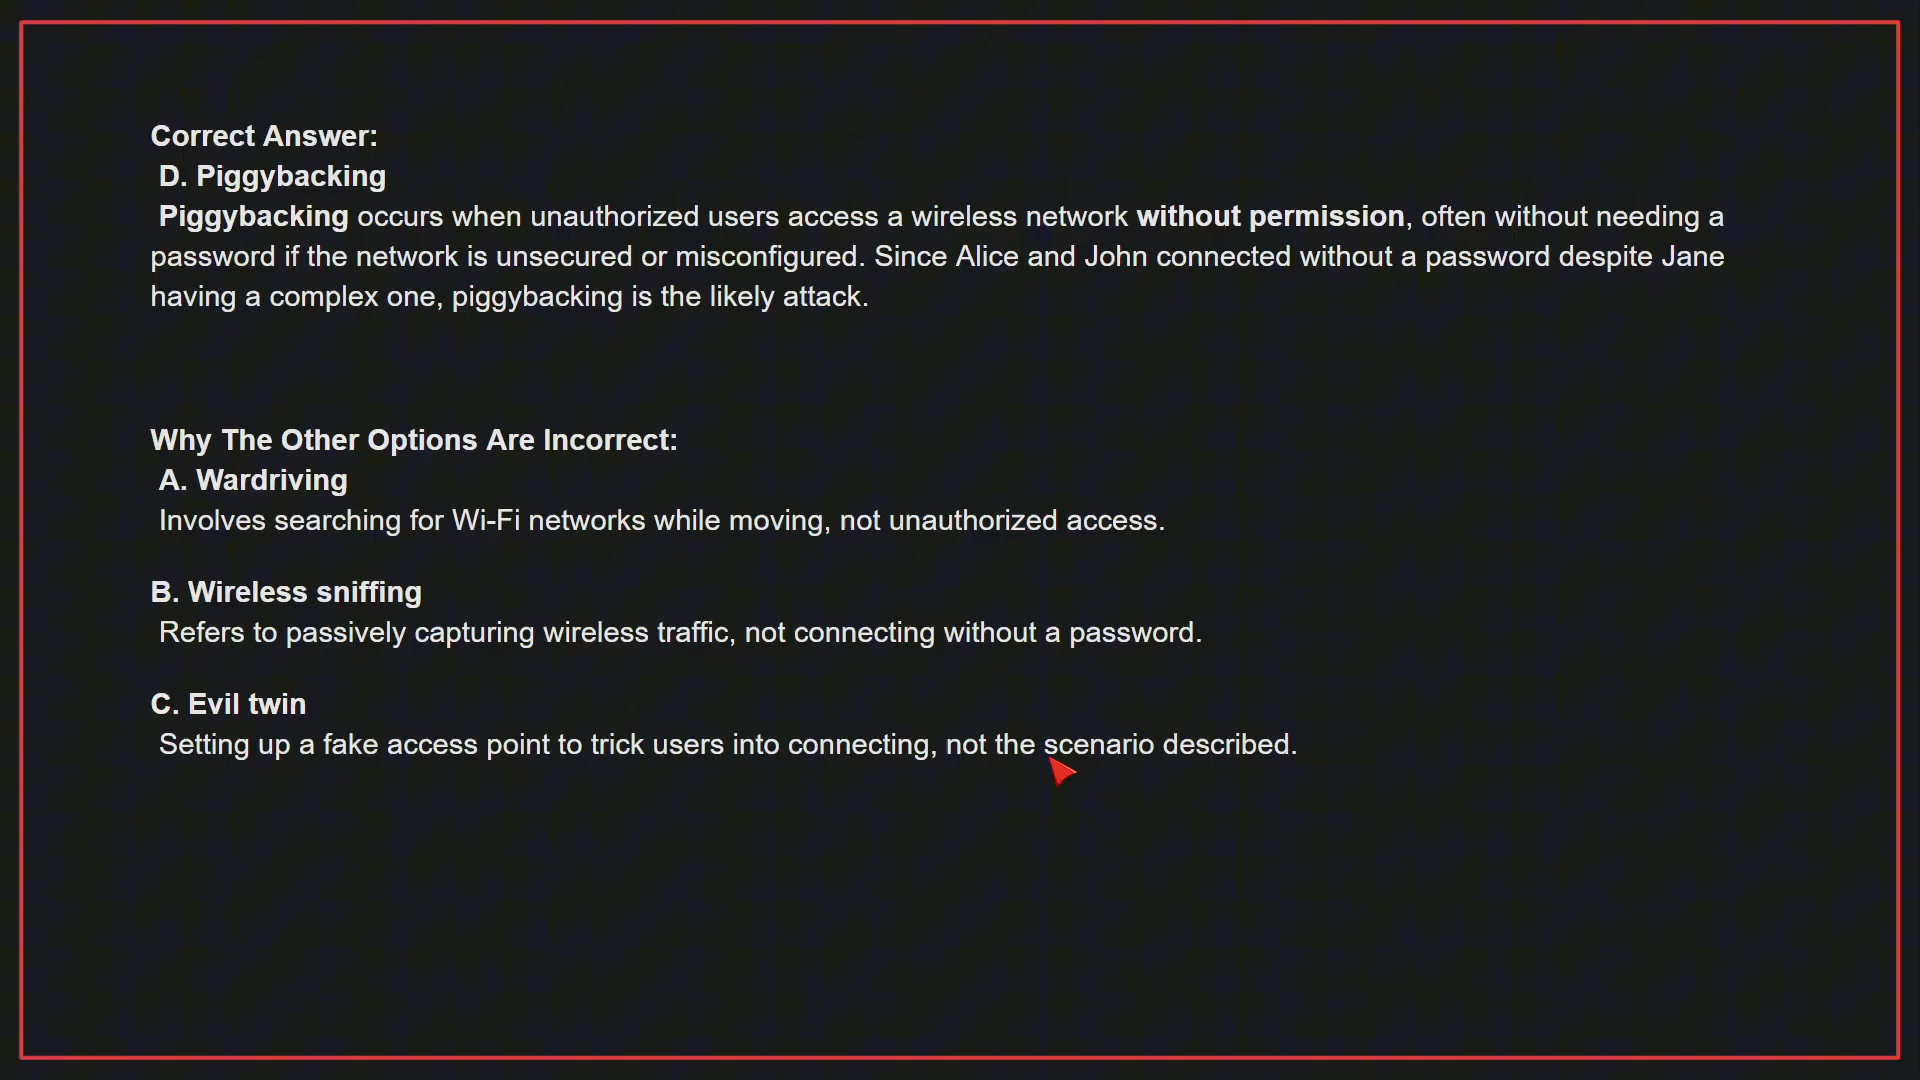 Correct Answer:
D. Piggybacking
Piggybacking occurs when unauthorized users access a wireless network without permission, often without needing a
password if the network is unsecured or misconfigured. Since Alice and John connected without a password despite Jane
having a complex one, piggybacking is the likely attack.
Why The Other Options Are Incorrect:
A. Wardriving
Involves searching for Wi-Fi networks while moving, not unauthorized access.
B. Wireless sniffing
Refers to passively capturing wireless traffic, not connecting without a password.
C. Evil twin
Setting up a fake access point to trick users into connecting, not the scenario described.